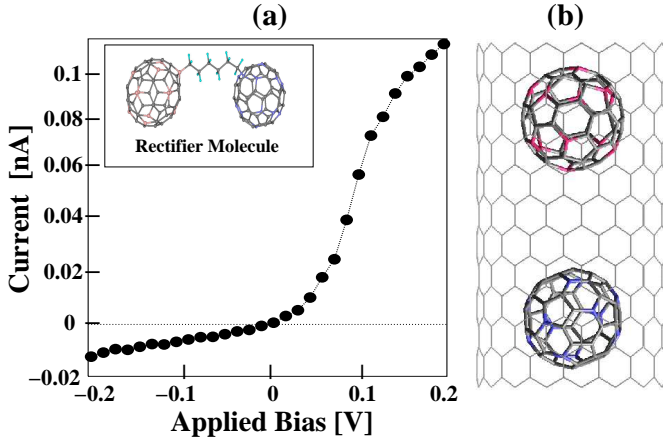 (a)
(b)
Rectifier Molecule
Current [nA]
0.1
0.08
0.06
0.04
0.02
0
−0.02
−0.2
−0.1
0
0.1
0.2
Applied Bias [V]